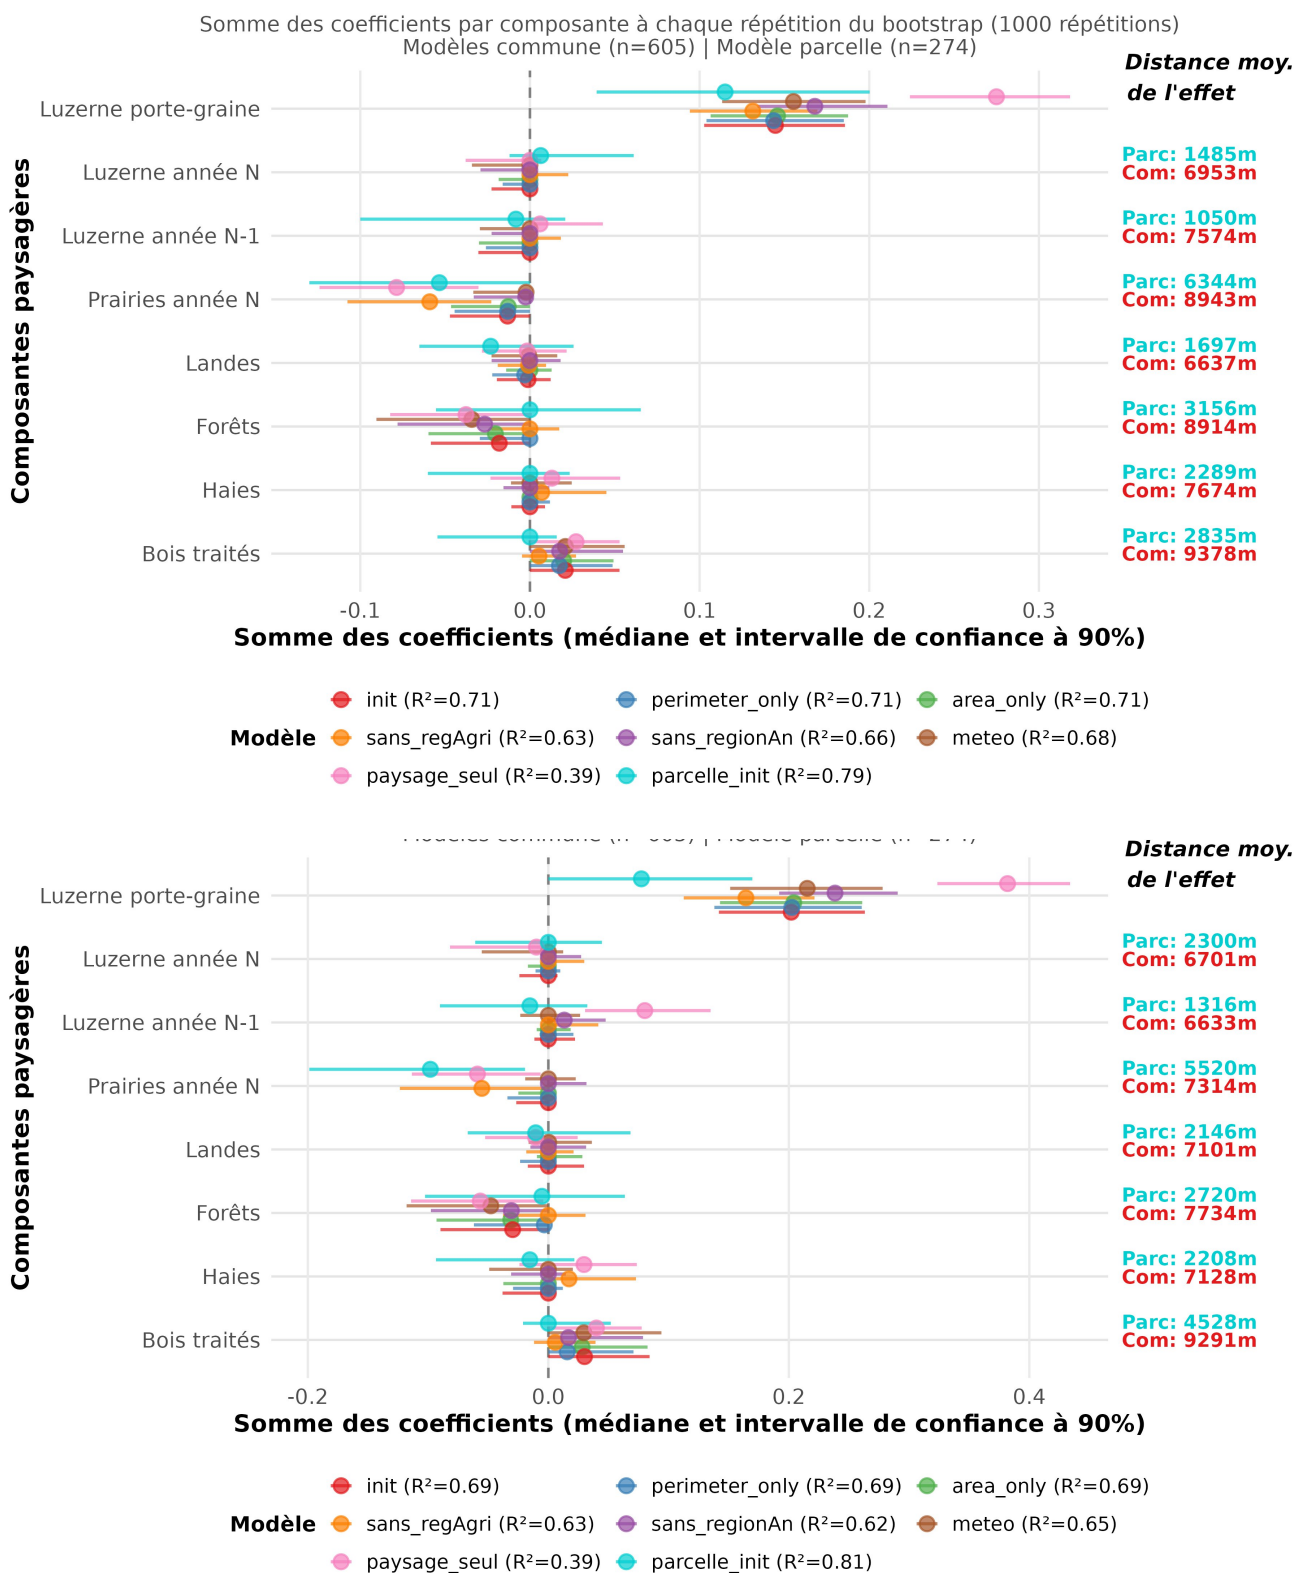 Somme des coefficients par composante à chaque répétition du bootstrap (1000 répétitions)
Modèles commune (n=605) | Modèle parcelle (n=274)
Distance moy.
de l'effet
Composantes paysagères
Luzerne porte-graine
Luzerne année N
Parc: 1485m
Com: 6953m
Luzerne année N-1
Parc: 1050m
Com: 7574m
Prairies année N
Parc: 6344m
Com: 8943m
Landes
Parc: 1697m
Com: 6637m
Forêts
Parc: 3156m
Com: 8914m
Haies
Parc: 2289m
Com: 7674m
Bois traités
Parc: 2835m
Com: 9378m
-0.1 0.0 0.1 0.2 0.3
Somme des coefficients (médiane et intervalle de confiance à 90%)
Modèle
init (R²=0.71) perimeter_only (R²=0.71) area_only (R²=0.71)
sans_regAgri (R²=0.63) sans_regionAn (R²=0.66) meteo (R²=0.68)
paysage_seul (R²=0.39) parcelle_init (R²=0.79)
Modèles commune (n=605) | Modèle parcelle (n=274)
Distance moy.
de l'effet
Composantes paysagères
Luzerne porte-graine
Luzerne année N
Parc: 2300m
Com: 6701m
Luzerne année N-1
Parc: 1316m
Com: 6633m
Prairies année N
Parc: 5520m
Com: 7314m
Landes
Parc: 2146m
Com: 7101m
Forêts
Parc: 2720m
Com: 7734m
Haies
Parc: 2208m
Com: 7128m
Bois traités
Parc: 4528m
Com: 9291m
-0.2 0.0 0.2 0.4
Somme des coefficients (médiane et intervalle de confiance à 90%)
Modèle
init (R²=0.69) perimeter_only (R²=0.69) area_only (R²=0.69)
sans_regAgri (R²=0.63) sans_regionAn (R²=0.62) meteo (R²=0.65)
paysage_seul (R²=0.39) parcelle_init (R²=0.81)